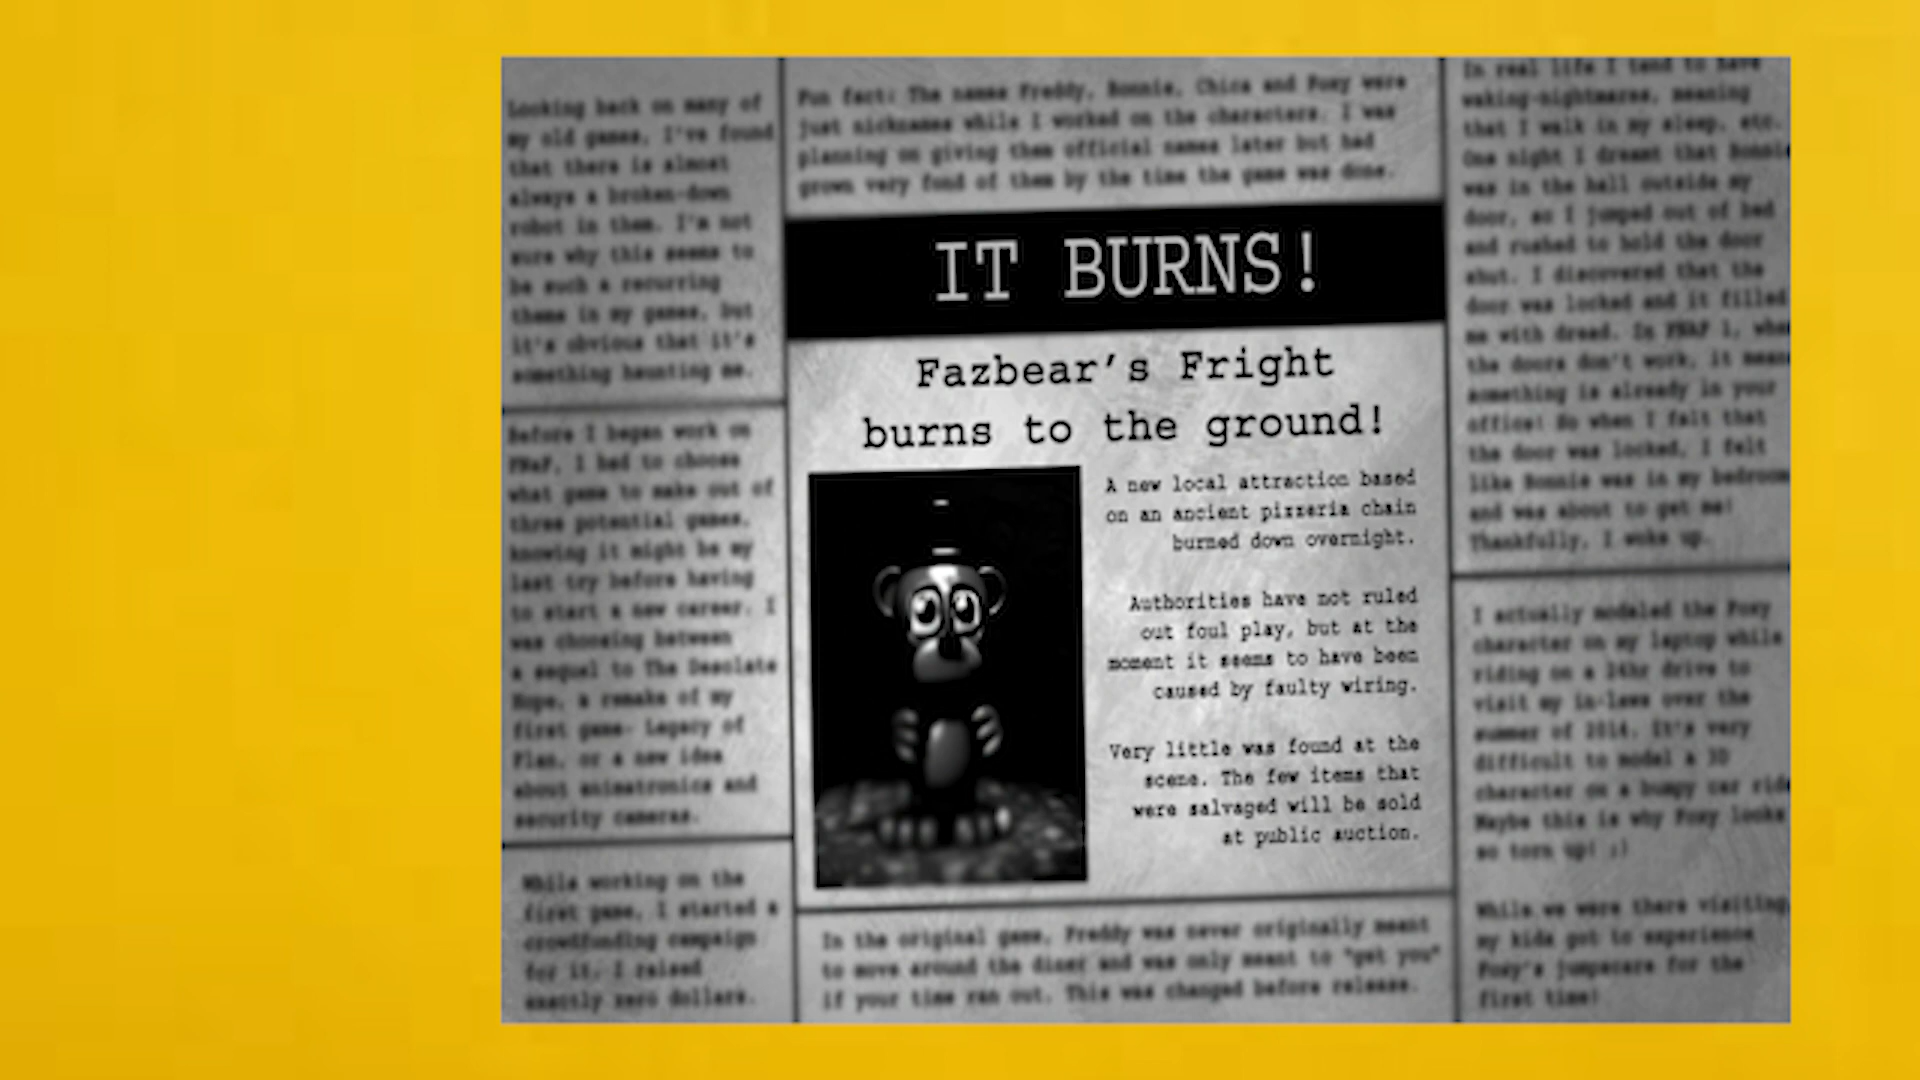 Looking back on many of
my old games, I've found
that there is almost
always a broken-down
robot in them. I'm not
sure why this seems to
be such a recurring
theme in my games, but
it's obvious that it's
something haunting me.
Before I began work on
FNaF, I had to choose
what game to make out of
three potential games,
knowing it might be my
last try before having
to start a new career. I
was choosing between
a sequel to The Desolate
Hope, a remake of my
first game- Legacy of
Flan, or a new idea
about animatronics and
security cameras.
While working on the
first game, I started a
crowdfunding campaign
for it. I raised
exactly zero dollars.
Fun fact: The names Freddy, Bonnie, Chica and Foxy were
just nicknames while I worked on the characters. I was
planning on giving them official names later but had
grown very fond of them by the time the game was done.
IT BURNS!
Fazbear's Fright
burns to the ground!
A new local attraction based
on an ancient pizzeria chain
burned down overnight.
Authorities have not ruled
out foul play, but at the
moment it seems to have been
caused by faulty wiring.
Very little was found at the
scene. The few items that
were salvaged will be sold
at public auction.
In the original game, Freddy was never originally meant
to move around the diner and was only meant to "get you"
if your time ran out. This was changed before release.
In real life I tend to have
waking-nightmares, meaning
that I walk in my sleep, etc.
One night I dreamt that Bonnie
was in the hall outside my
door, so I jumped out of bed
and rushed to hold the door
shut. I discovered that the
door was locked and it filled
me with dread. In FNAF 1, when
the doors don't work, it means
something is already in your
office! So when I felt that
the door was locked, I felt
like Bonnie was in my bedroom
and was about to get me!
Thankfully, I woke up.
I actually modeled the Foxy
character on my laptop while
riding on a 14hr drive to
visit my in-laws over the
summer of 2014. It's very
difficult to model a 3D
character on a bumpy car ride
Maybe this is why Foxy looks
so torn up! ;)
While we were there visiting,
my kids got to experience
Foxy's jumpscare for the
first time!